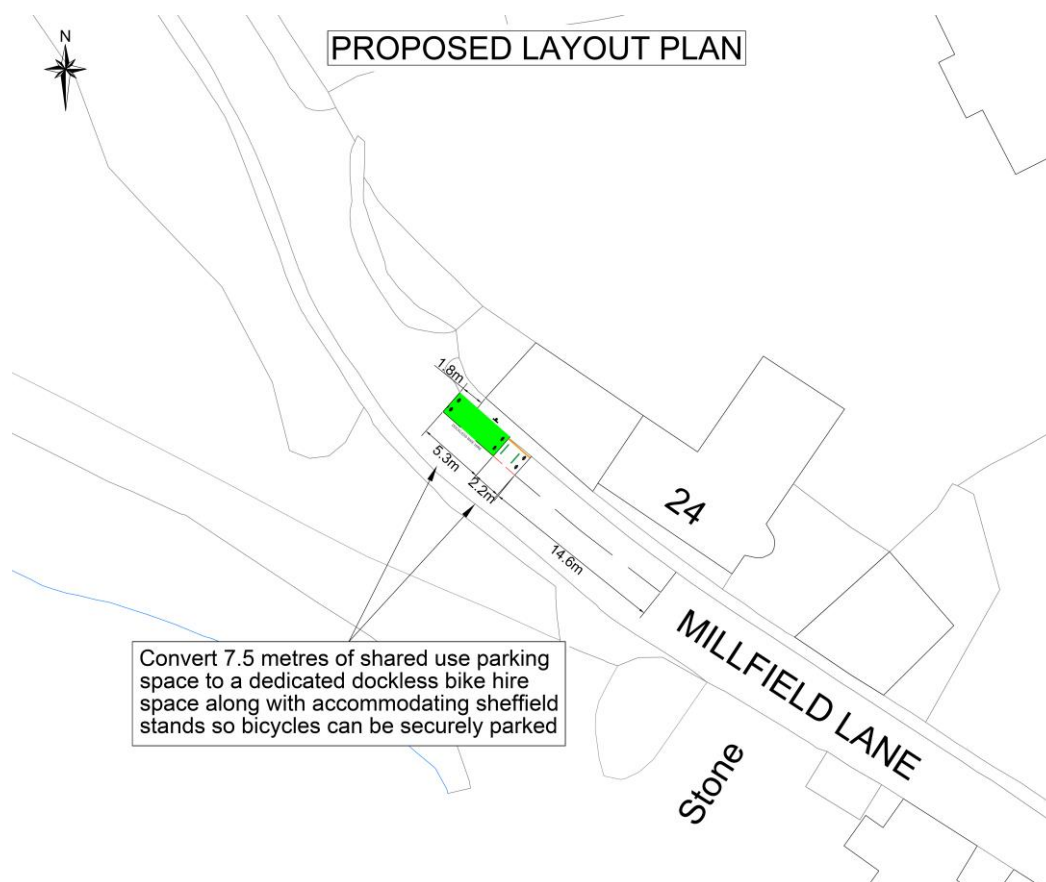 N
PROPOSED LAYOUT PLAN
1.8m
5.3m
2.2m
14.6m
24
MILLFIELD LANE
Stone
Convert 7.5 metres of shared use parking
space to a dedicated dockless bike hire
space along with accommodating sheffield
stands so bicycles can be securely parked